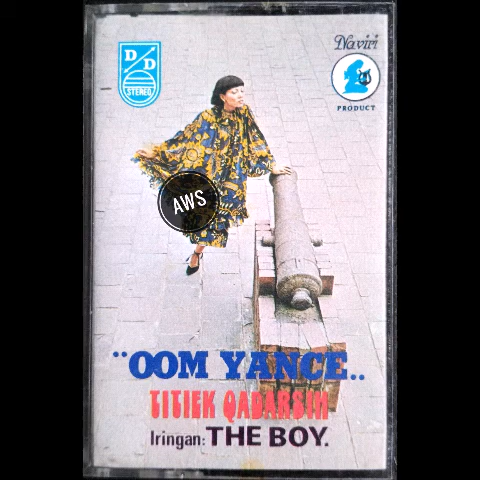 D/D
STEREO
Naviri
PRODUCT
AWS
¨OOM YANCE..
TITIEK QADARSIH
Iringan: THE BOY.